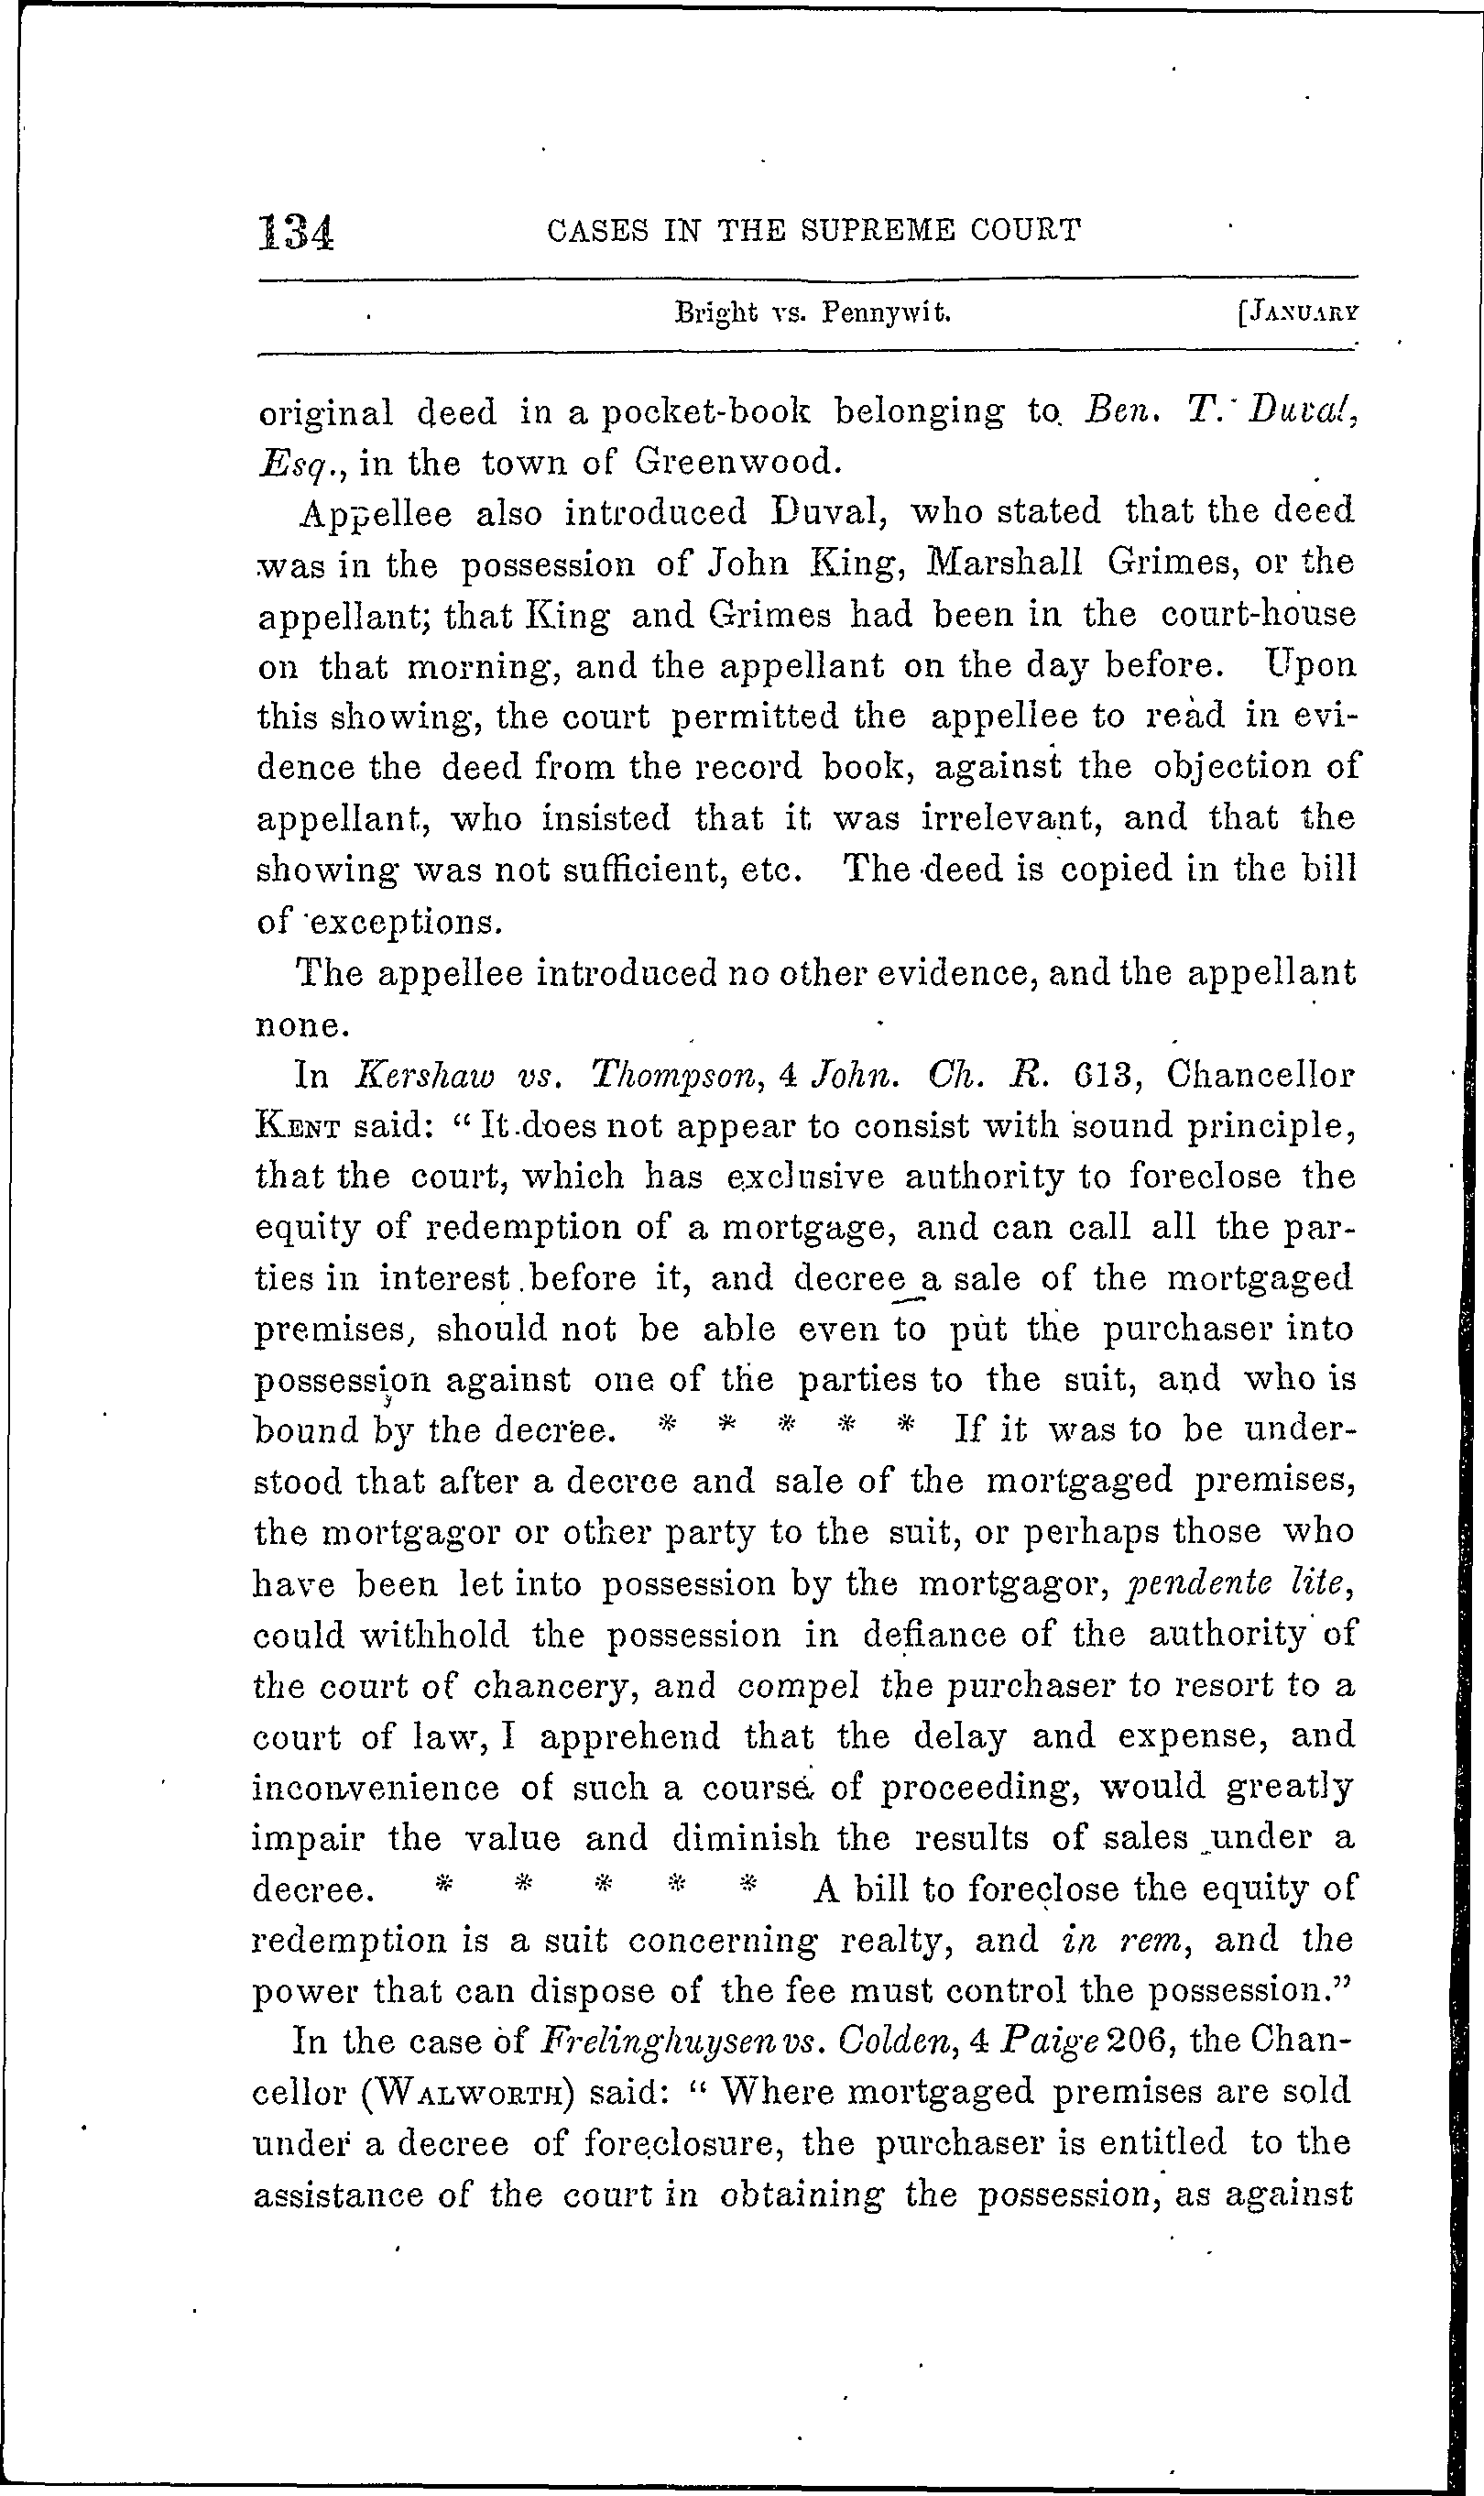 134 CASES IN THE SUPREME COURT
Bright vs. Pennywit. [JANUARY
original deed in a pocket-book belonging to Ben. T. Duval,
Esq., in the town of Greenwood.
Appellee also introduced Duval, who stated that the deed
was in the possession of John King, Marshall Grimes, or the
appellant; that King and Grimes had been in the court-house
on that morning, and the appellant on the day before. Upon
this showing, the court permitted the appellee to read in evi-
dence the deed from the record book, against the objection of
appellant, who insisted that it was irrelevant, and that the
showing was not sufficient, etc. The deed is copied in the bill
of exceptions.
The appellee introduced no other evidence, and the appellant
none.
In Kershaw vs. Thompson, 4 John. Ch. R. 613, Chancellor
KENT said: "It does not appear to consist with sound principle,
that the court, which has exclusive authority to foreclose the
equity of redemption of a mortgage, and can call all the par-
ties in interest before it, and decree a sale of the mortgaged
premises, should not be able even to put the purchaser into
possession against one of the parties to the suit, and who is
bound by the decree. * * * * * If it was to be under-
stood that after a decree and sale of the mortgaged premises,
the mortgagor or other party to the suit, or perhaps those who
have been let into possession by the mortgagor, pendente lite,
could withhold the possession in defiance of the authority of
the court of chancery, and compel the purchaser to resort to a
court of law, I apprehend that the delay and expense, and
inconvenience of such a course of proceeding, would greatly
impair the value and diminish the results of sales under a
decree. * * * * * A bill to foreclose the equity of
redemption is a suit concerning realty, and in rem, and the
power that can dispose of the fee must control the possession."
In the case of Frelinghuysen vs. Colden, 4 Paige 206, the Chan-
cellor (WALWORTH) said: "Where mortgaged premises are sold
under a decree of foreclosure, the purchaser is entitled to the
assistance of the court in obtaining the possession, as against